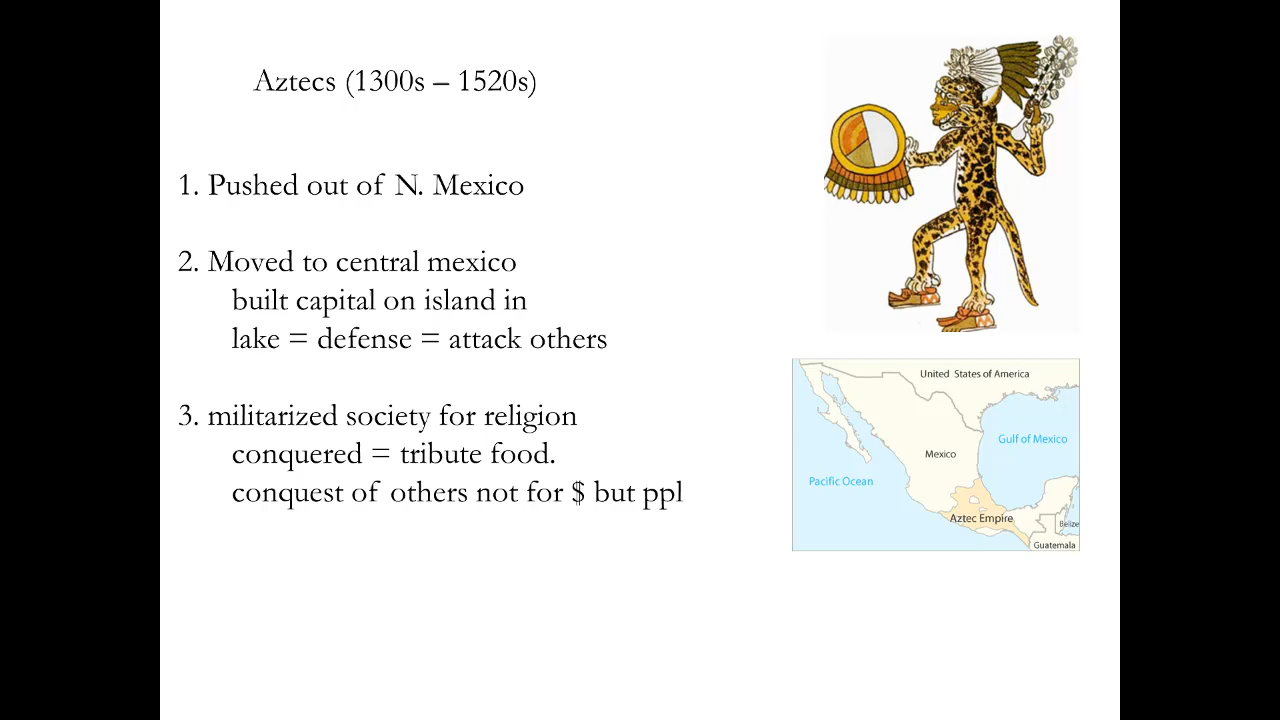 Aztecs (1300s – 1520s)
1. Pushed out of N. Mexico
2. Moved to central mexico
built capital on island in
lake = defense = attack others
3. militarized society for religion
conquered = tribute food.
conquest of others not for $ but ppl
United States of America
Gulf of Mexico
Mexico
Pacific Ocean
Aztec Empire
Belize
Guatemala